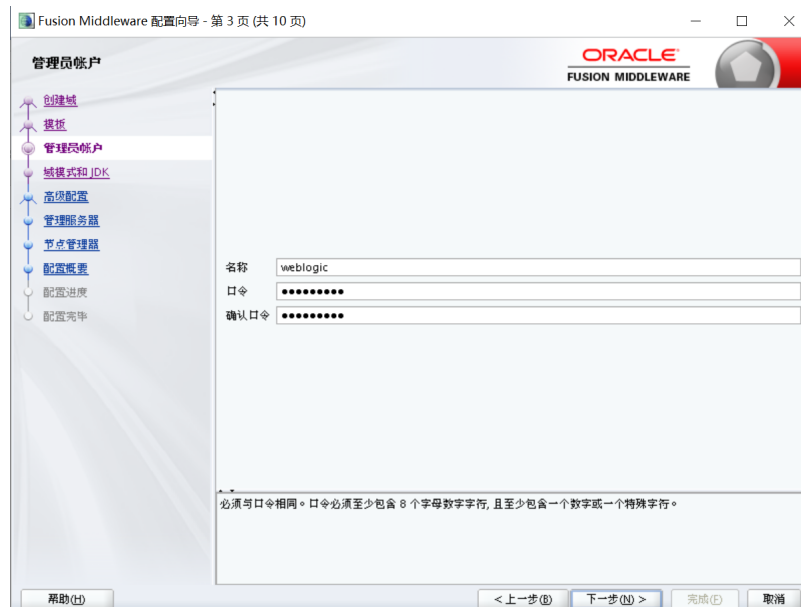 Fusion Middleware 配置向导 - 第 3 页 (共 10 页)
管理员帐户
ORACLE
FUSION MIDDLEWARE
创建域
模板
管理员帐户
域模式和 JDK
高级配置
管理服务器
节点管理器
配置概要
配置进度
配置完毕
名称 weblogic
口令 ●●●●●●●●●
确认口令 ●●●●●●●●●
必须与口令相同。口令必须至少包含 8 个字母数字字符, 且至少包含一个数字或一个特殊字符。
帮助(H) < 上一步(B) 下一步(N) > 完成(F) 取消